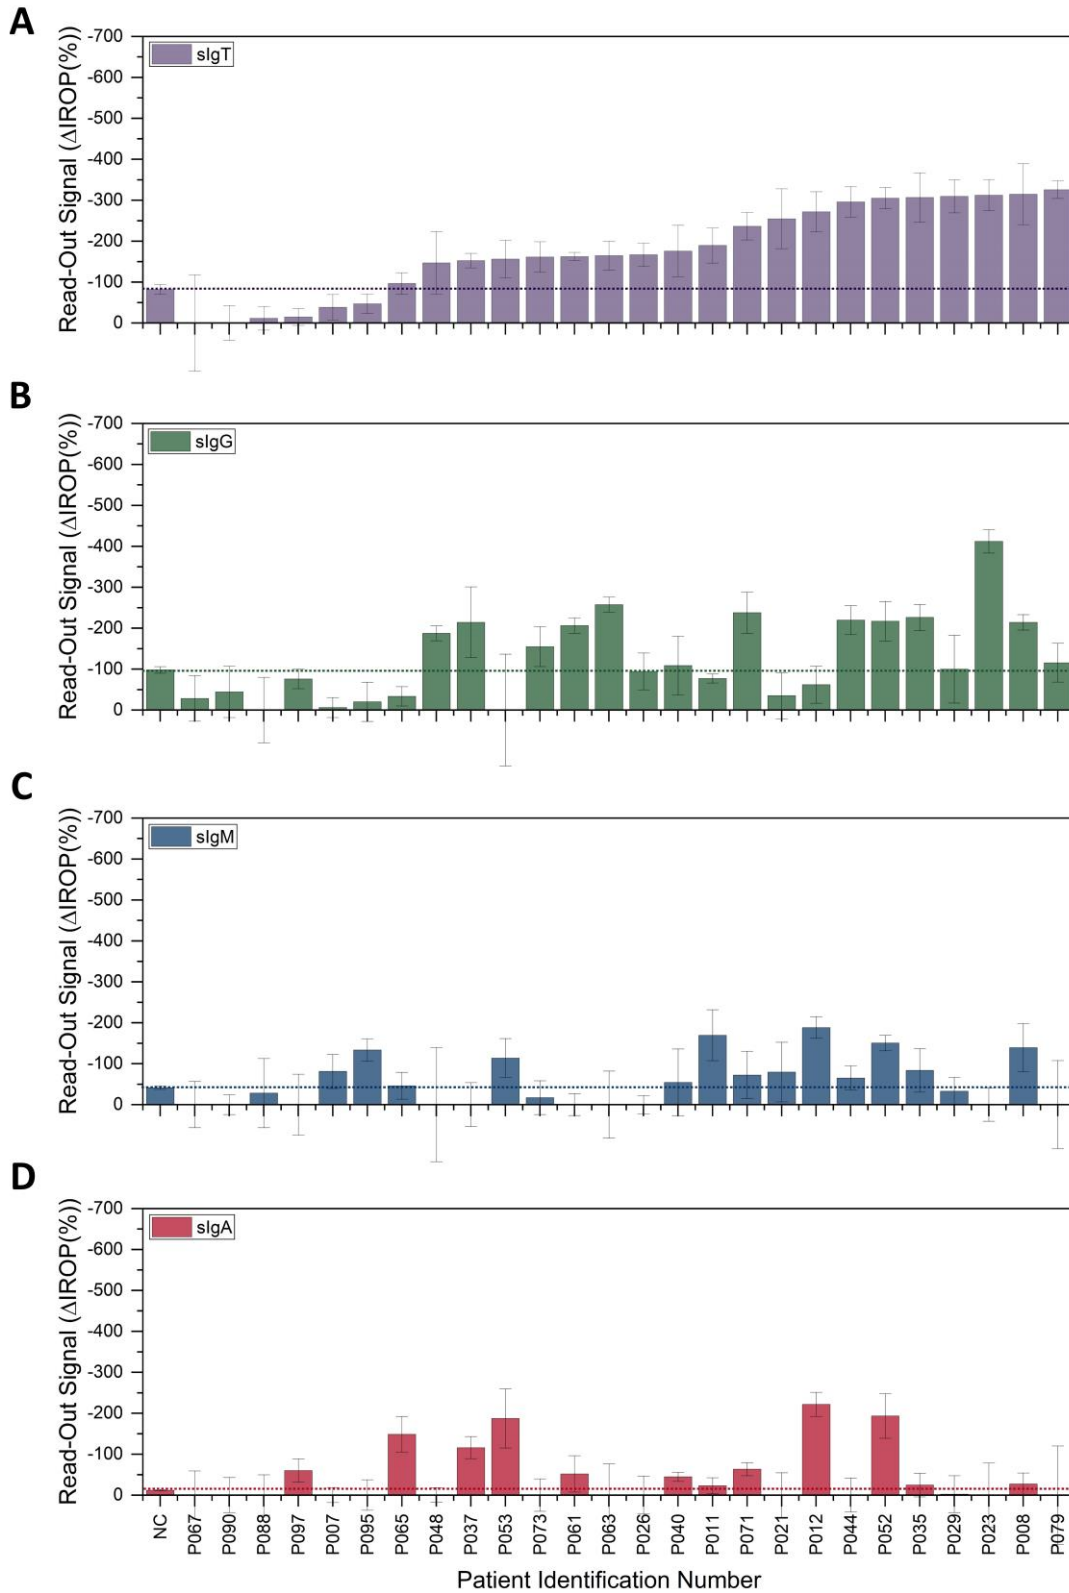 A
Read-Out Signal (ΔIROP(%))
-700
-600
-500
-400
-300
-200
-100
0
sIgT
B
Read-Out Signal (ΔIROP(%))
-700
-600
-500
-400
-300
-200
-100
0
sIgG
C
Read-Out Signal (ΔIROP(%))
-700
-600
-500
-400
-300
-200
-100
0
sIgM
D
Read-Out Signal (ΔIROP(%))
-700
-600
-500
-400
-300
-200
-100
0
sIgA
NC
P067
P090
P088
P097
P007
P095
P065
P048
P037
P053
P073
P061
P063
P026
P040
P011
P071
P021
P012
P044
P052
P035
P029
P023
P008
P079
Patient Identification Number